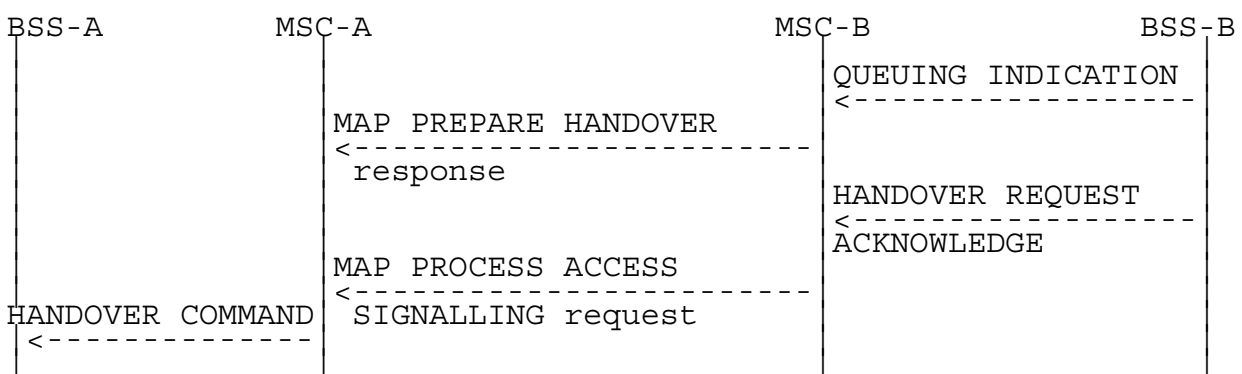 BSS-A MSC-A MSC-B BSS-B
QUEUING INDICATION
MAP PREPARE HANDOVER
response
HANDOVER REQUEST
ACKNOWLEDGE
MAP PROCESS ACCESS
HANDOVER COMMAND SIGNALLING request